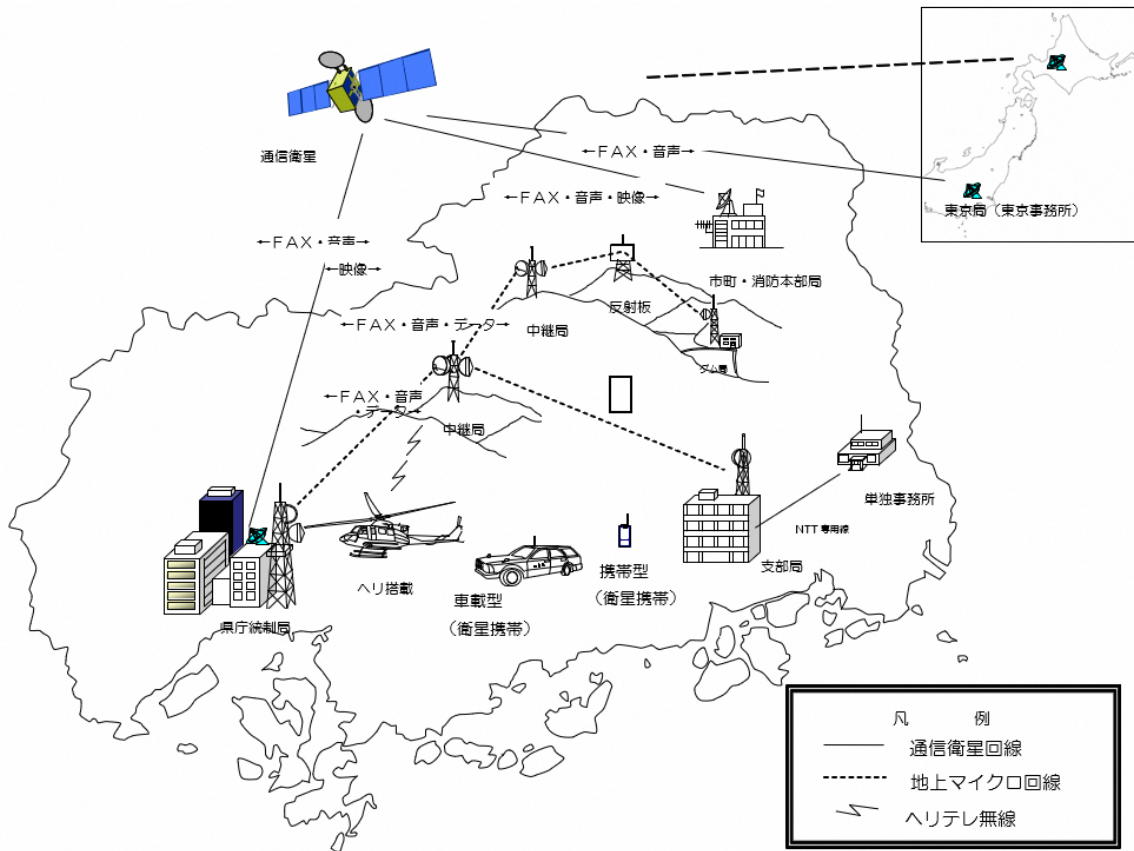 通信衛星
←FAX・音声→
←FAX・音声・映像→
東京局（東京事務所）
←FAX・音声→
←映像→
市町・消防本部局
反射板
←FAX・音声・データ→
中継局
ダム局
←FAX・音声
・データ→
中継局
単独事務所
NTT専用線
支部局
ヘリ搭載
車載型
（衛星携帯）
携帯型
（衛星携帯）
県庁統制局
凡 例
通信衛星回線
地上マイクロ回線
ヘリテレ無線